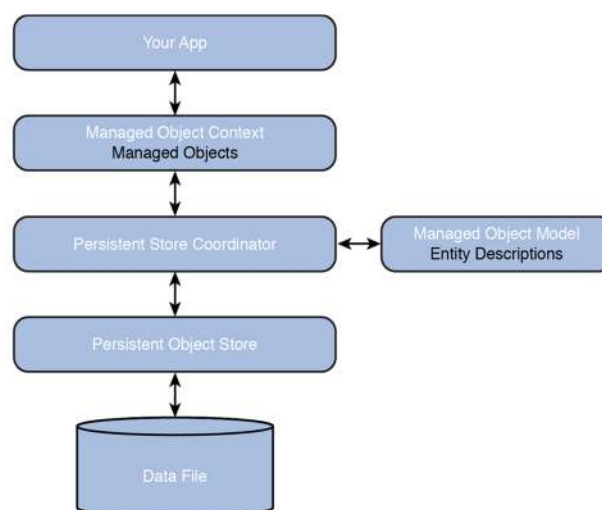 Your App
Managed Object Context
Managed Objects
Persistent Store Coordinator
Managed Object Model
Entity Descriptions
Persistent Object Store
Data File